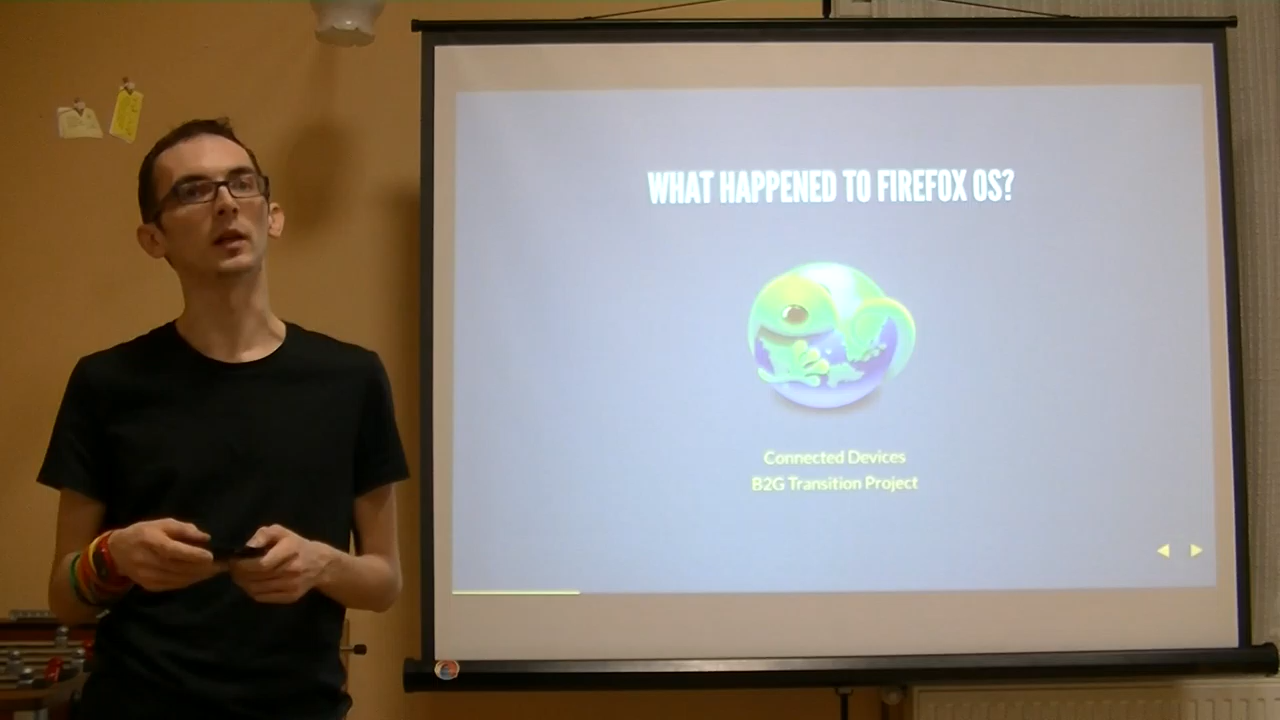 WHAT HAPPENED TO FIREFOX OS?
Connected Devices
B2G Transition Project